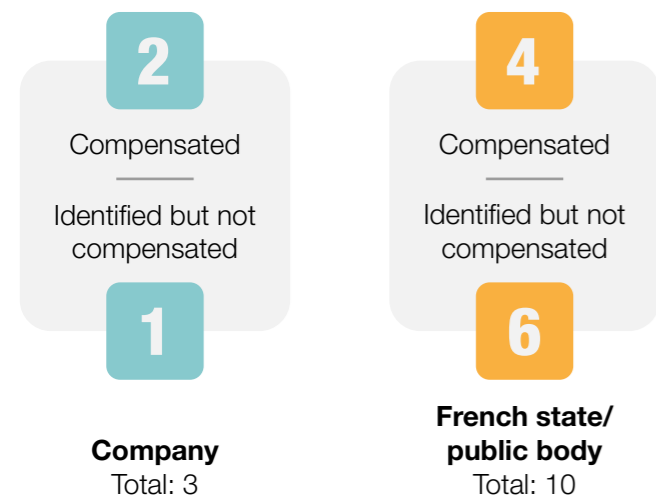 2
Compensated
Identified but not
compensated
1
Company
Total: 3
4
Compensated
Identified but not
compensated
6
French state/
public body
Total: 10